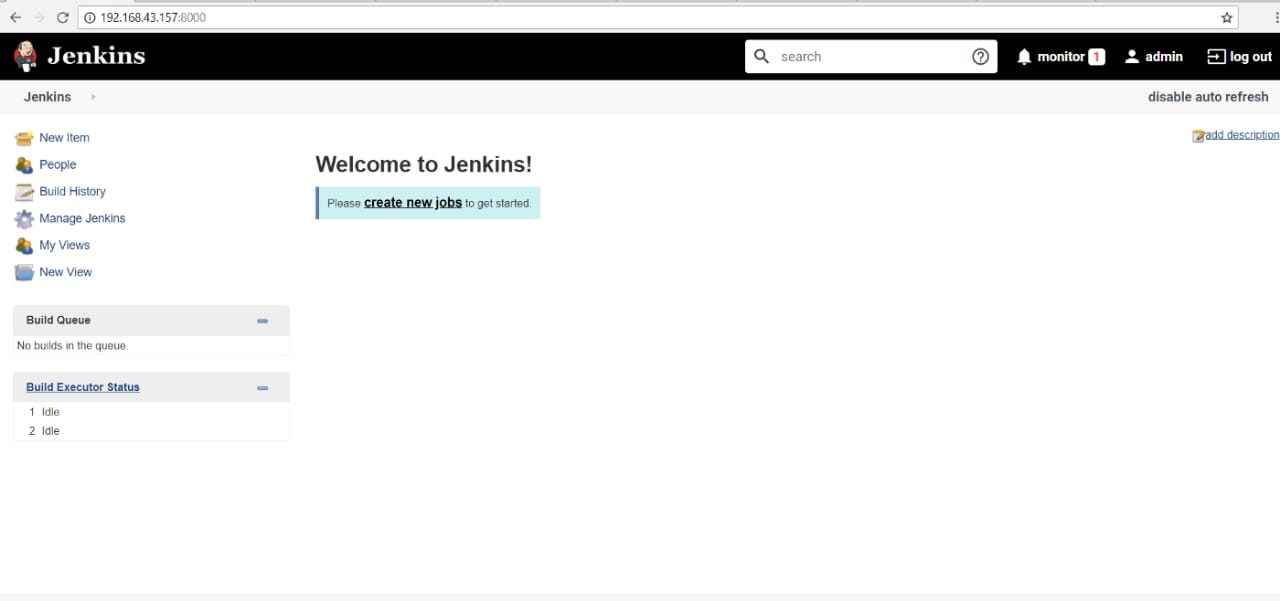 192.168.43.157:8000
Jenkins
search
monitor 1
admin
log out
Jenkins
disable auto refresh
New Item
People
Build History
Manage Jenkins
My Views
New View
Build Queue
No builds in the queue.
Build Executor Status
1 Idle
2 Idle
add description
Welcome to Jenkins!
Please create new jobs to get started.